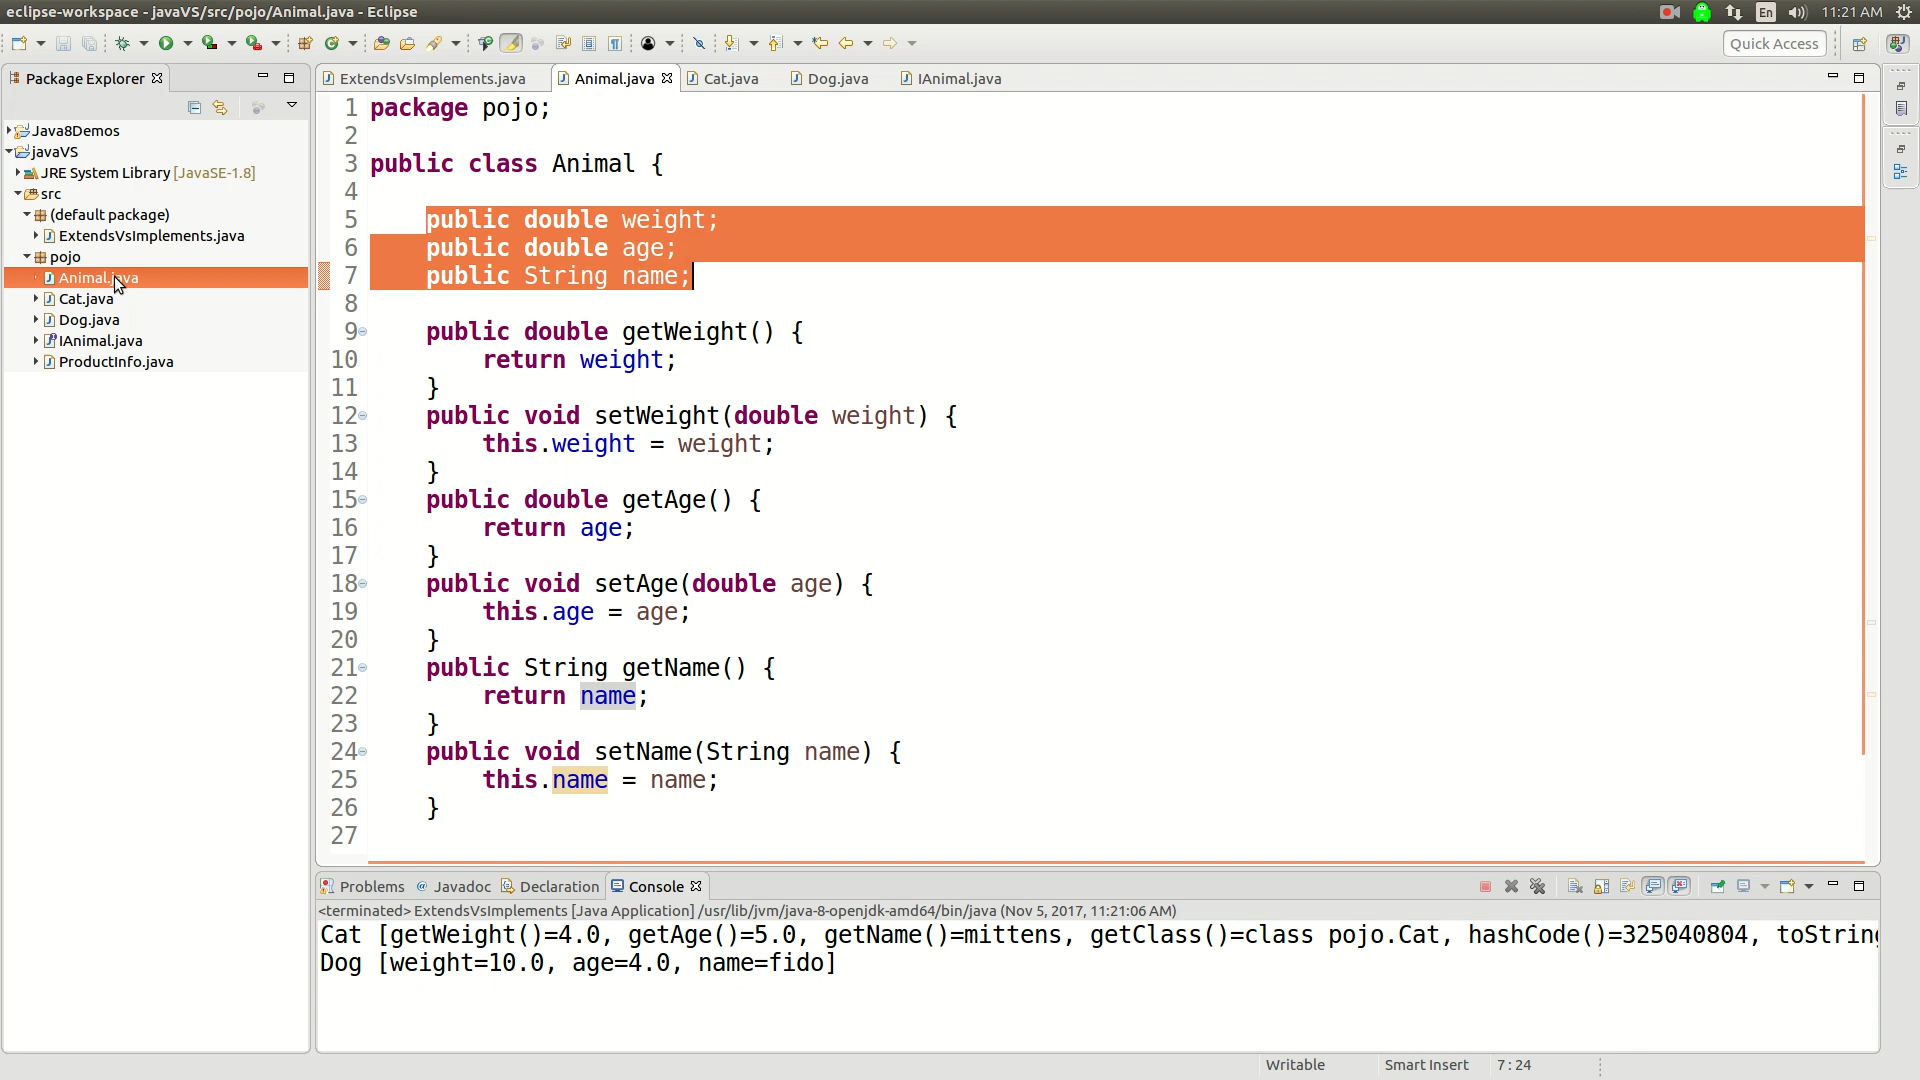 eclipse-workspace - javaVS/src/pojo/Animal.java - Eclipse
En
11:21 AM
Quick Access
Package Explorer
ExtendsVsImplements.java
Animal.java
Cat.java
Dog.java
IAnimal.java
Java8Demos
javaVS
JRE System Library [JavaSE-1.8]
src
(default package)
ExtendsVsImplements.java
pojo
Animal.java
Cat.java
Dog.java
IAnimal.java
ProductInfo.java
1 package pojo;
2
3 public class Animal {
4
5 public double weight;
6 public double age;
7 public String name;
8
9 public double getWeight() {
10 return weight;
11 }
12 public void setWeight(double weight) {
13 this.weight = weight;
14 }
15 public double getAge() {
16 return age;
17 }
18 public void setAge(double age) {
19 this.age = age;
20 }
21 public String getName() {
22 return name;
23 }
24 public void setName(String name) {
25 this.name = name;
26 }
27
Problems
@ Javadoc
Declaration
Console
<terminated> ExtendsVsImplements [Java Application] /usr/lib/jvm/java-8-openjdk-amd64/bin/java (Nov 5, 2017, 11:21:06 AM)
Cat [getWeight()=4.0, getAge()=5.0, getName()=mittens, getClass()=class pojo.Cat, hashCode()=325040804, toString
Dog [weight=10.0, age=4.0, name=fido]
Writable
Smart Insert
7 : 24